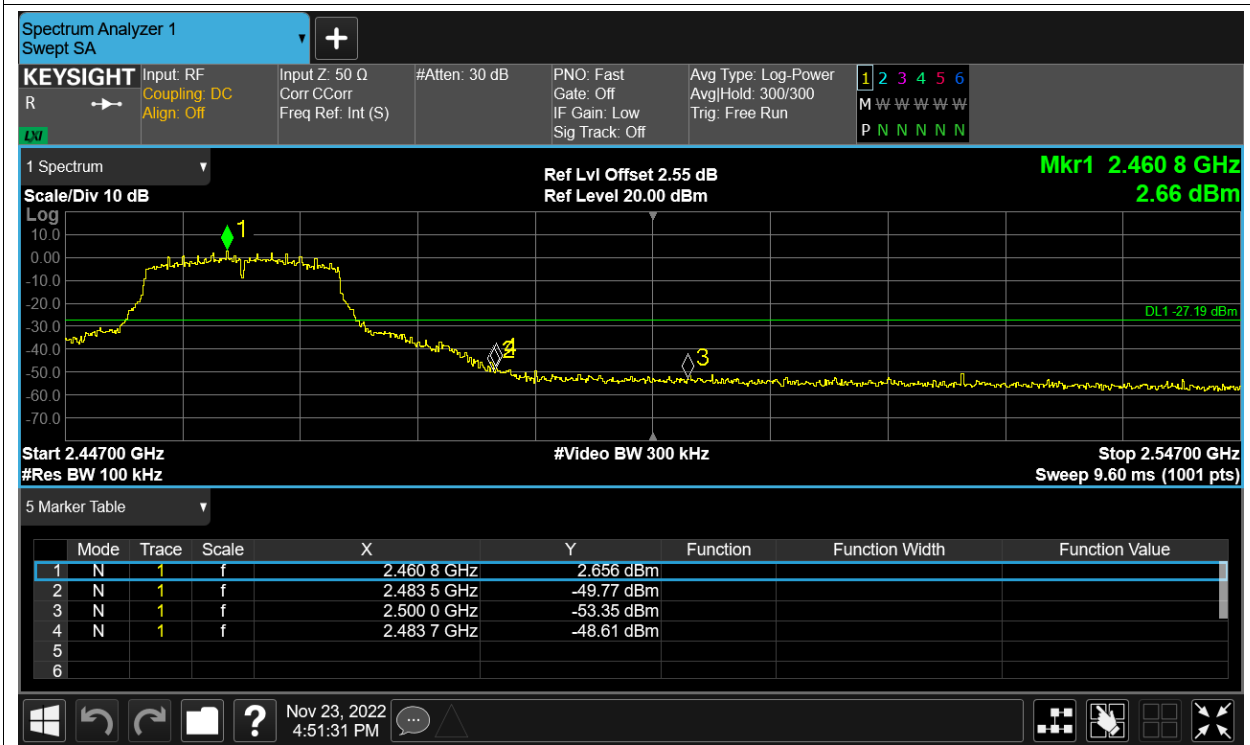 Spectrum Analyzer 1
Swept SA
+
KEYSIGHT Input: RF Input Z: 50 Ω #Atten: 30 dB PNO: Fast Avg Type: Log-Power 1 2 3 4 5 6
R Coupling: DC Corr CCorr Gate: Off Avg|Hold: 300/300 M W W W W W
Align: Off Freq Ref: Int (S) IF Gain: Low Trig: Free Run
LXI Sig Track: Off P N N N N N
1 Spectrum Ref Lvl Offset 2.55 dB Mkr1 2.460 8 GHz
Scale/Div 10 dB Ref Level 20.00 dBm 2.66 dBm
Log
1
10.0
0.00
-10.0
-20.0
DL1 -27.19 dBm
-30.0
-40.0
3
-50.0
-60.0
-70.0
Start 2.44700 GHz #Video BW 300 kHz Stop 2.54700 GHz
#Res BW 100 kHz Sweep 9.60 ms (1001 pts)
5 Marker Table
Mode Trace Scale X Y Function Function Width Function Value
1 N 1 f 2.460 8 GHz 2.656 dBm
2 N 1 f 2.483 5 GHz -49.77 dBm
3 N 1 f 2.500 0 GHz -53.35 dBm
4 N 1 f 2.483 7 GHz -48.61 dBm
5
6
? Nov 23, 2022
4:51:31 PM